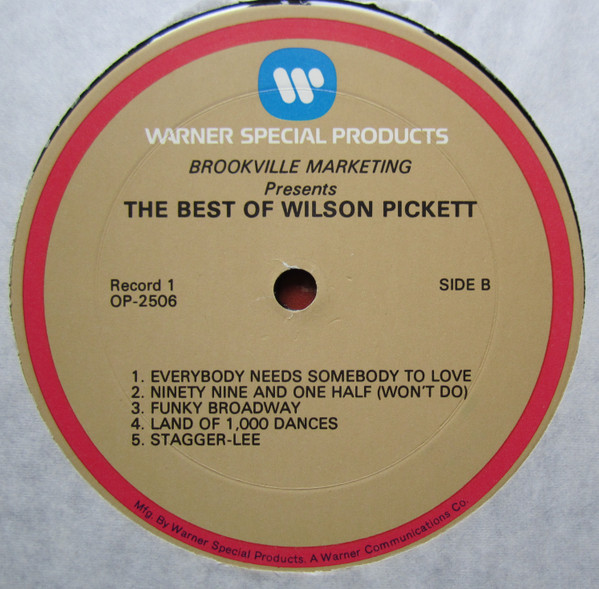 WARNER SPECIAL PRODUCTS
BROOKVILLE MARKETING
Presents
THE BEST OF WILSON PICKETT
Record 1
OP-2506
SIDE B
1. EVERYBODY NEEDS SOMEBODY TO LOVE
2. NINETY NINE AND ONE HALF (WON'T DO)
3. FUNKY BROADWAY
4. LAND OF 1,000 DANCES
5. STAGGER-LEE
Mfg. By Warner Special Products. A Warner Communications Co.